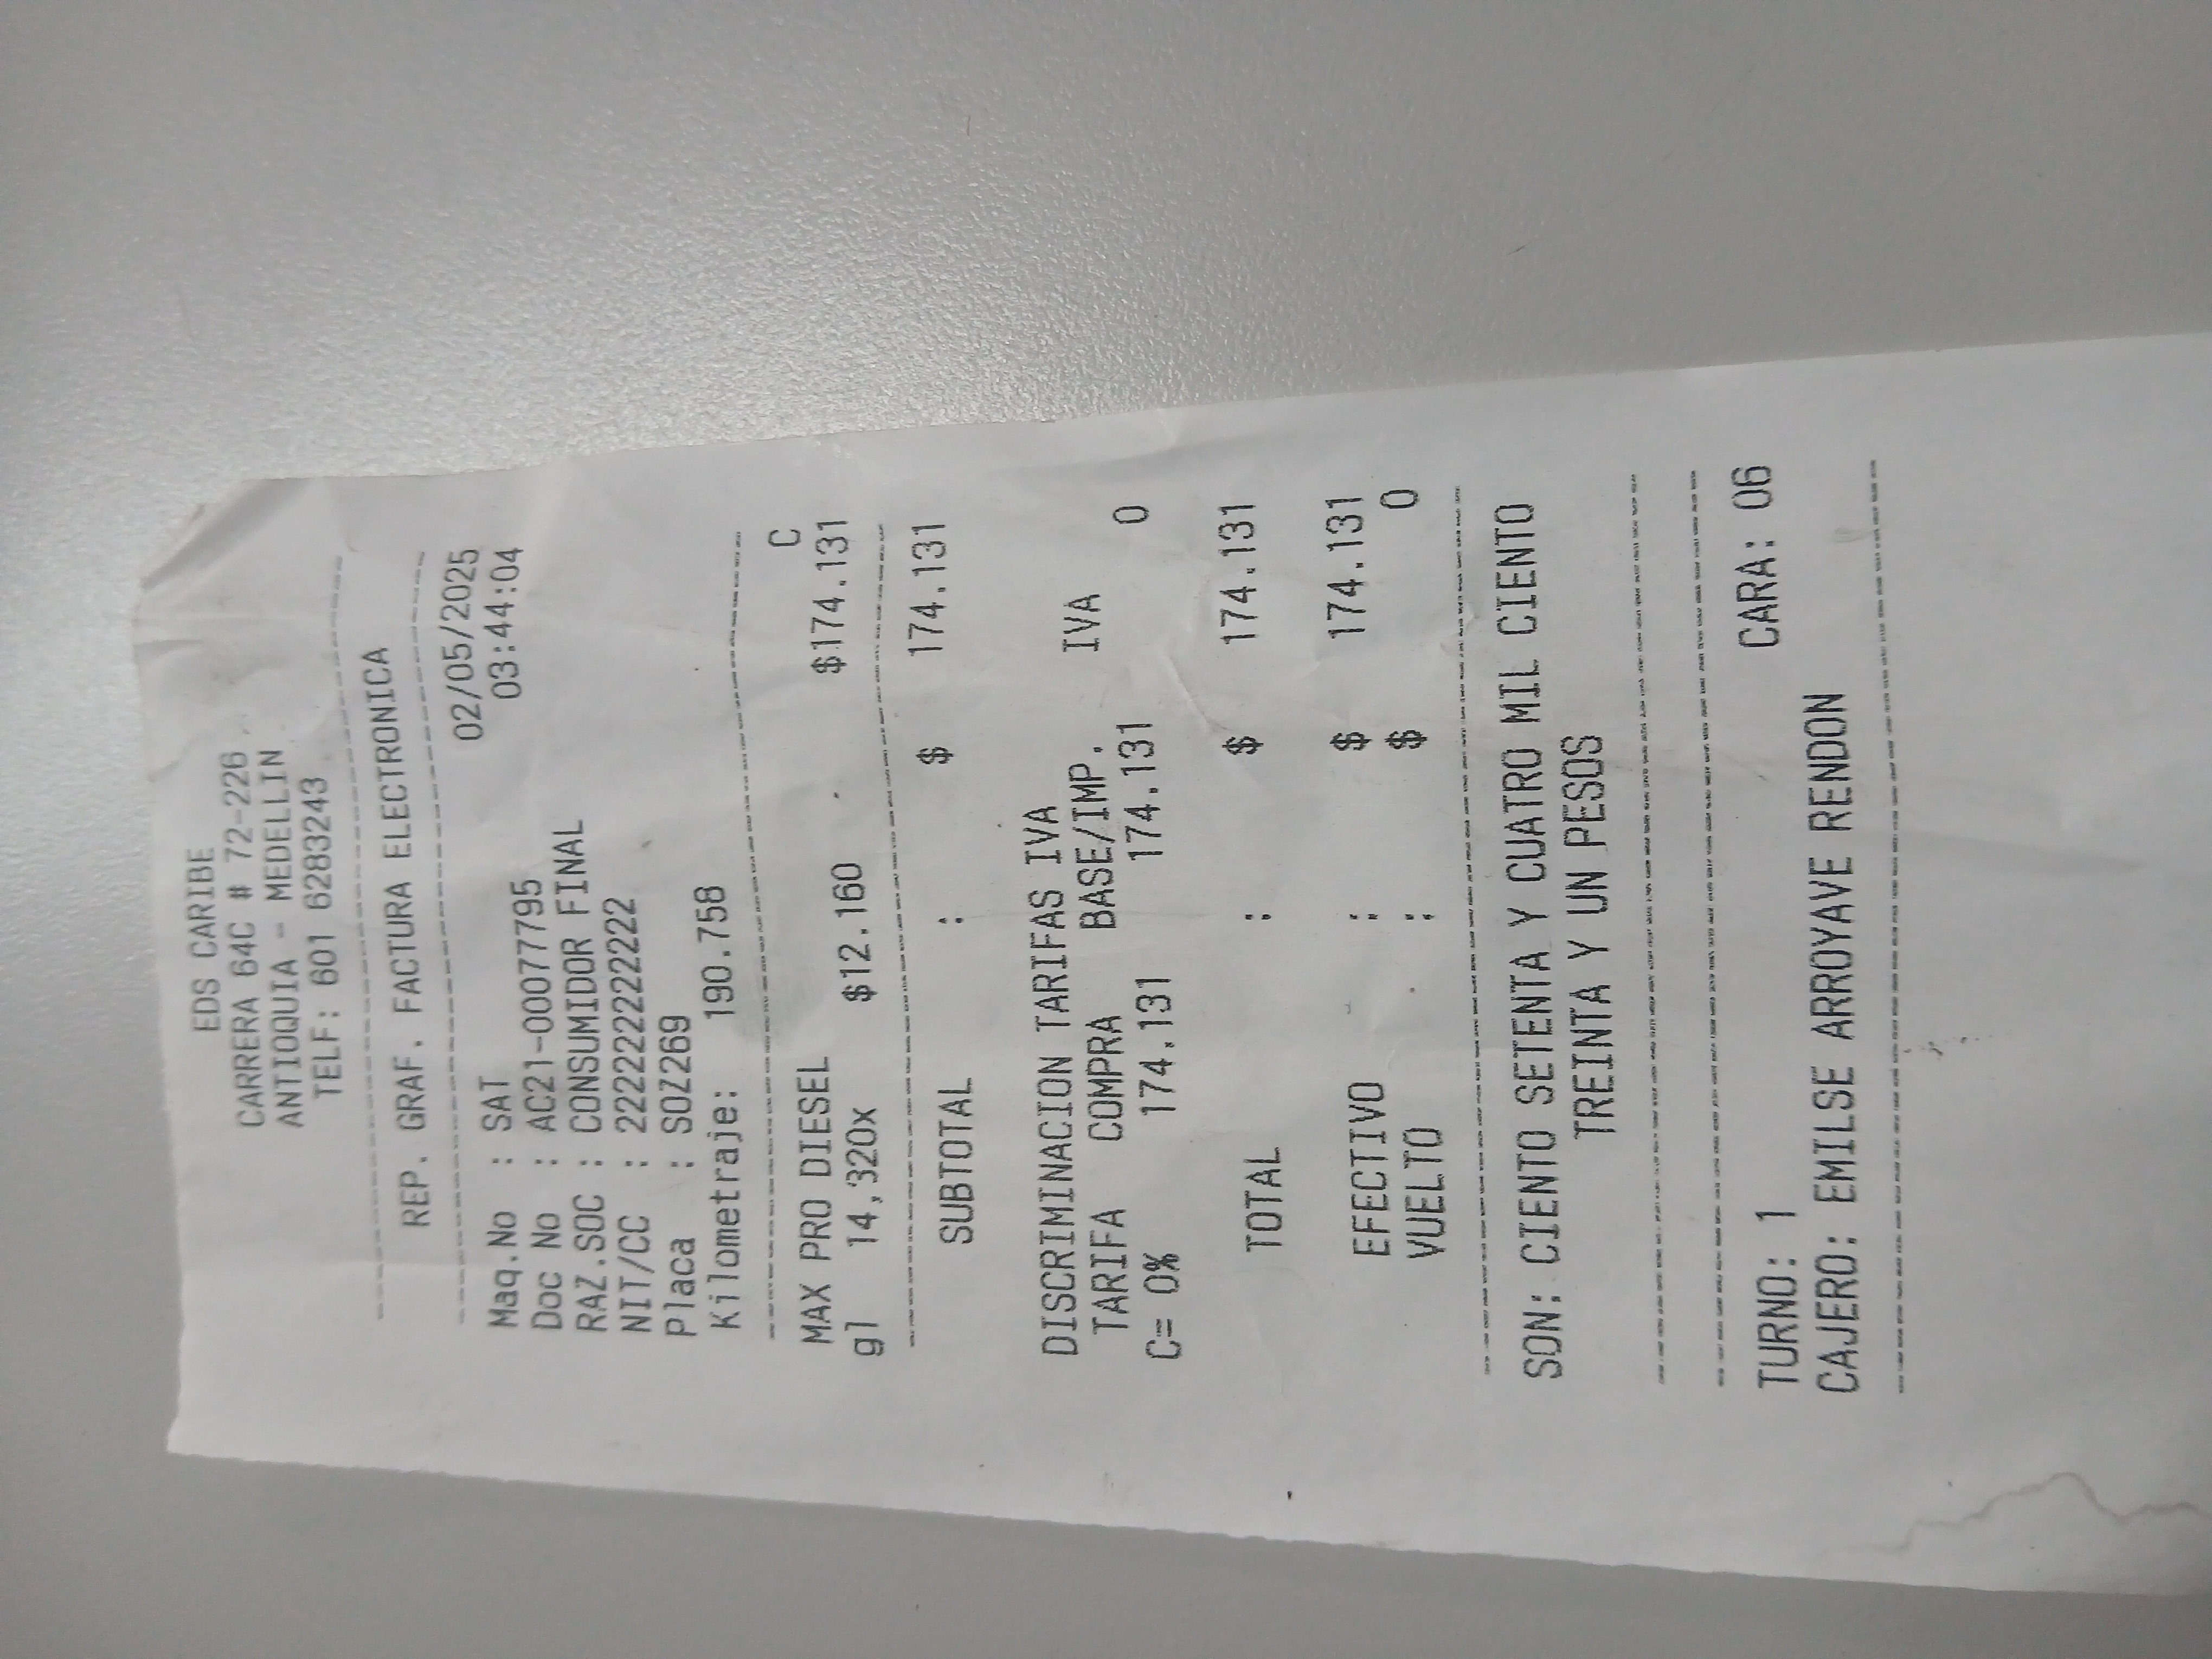 EDS CARIBE
CARRERA 64C # 72-226
ANTIOQUIA - MEDELLIN
TELF: 601 6283243
REP. GRAF. FACTURA ELECTRONICA
02/05/2025
03:44:04
Maq.No : SAT
Doc No : AC21-00077795
RAZ.SOC : CONSUMIDOR FINAL
NIT/CC : 222222222222
Placa : SOZ269
Kilometraje: 190.758
C
MAX PRO DIESEL
gl 14,320x $12.160 $174.131
SUBTOTAL : $ 174.131
DISCRIMINACION TARIFAS IVA
TARIFA COMPRA BASE/IMP. IVA
C= 0% 174.131 174.131 0
TOTAL : $ 174.131
EFECTIVO : $ 174.131
VUELTO : $ 0
SON: CIENTO SETENTA Y CUATRO MIL CIENTO
TREINTA Y UN PESOS
TURNO: 1 CARA: 06
CAJERO: EMILSE ARROYAVE RENDON